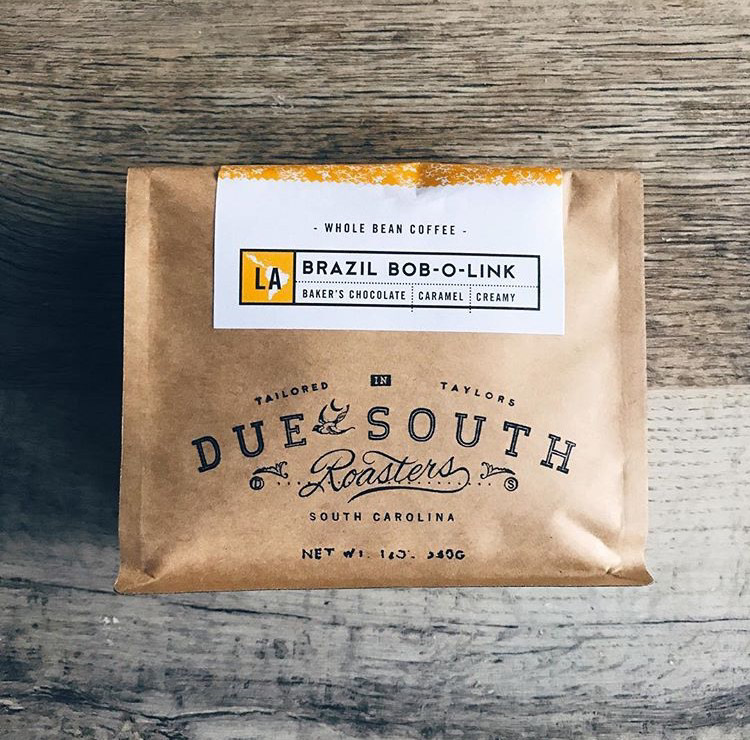 - WHOLE BEAN COFFEE -
LA
BRAZIL BOB-O-LINK
BAKER'S CHOCOLATE CARAMEL CREAMY
TAILORED IN TAYLORS
DUE SOUTH
Roasters
D S
SOUTH CAROLINA
NET WT.